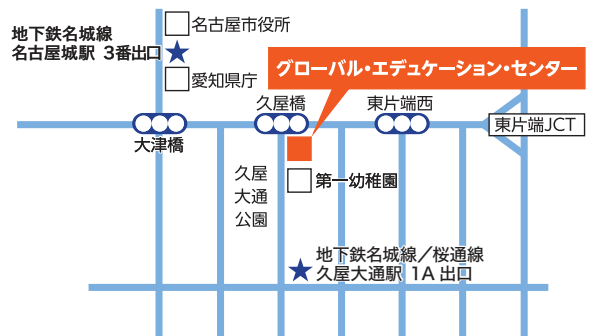 地下鉄名城線
名古屋城駅 3番出口
名古屋市役所
愛知県庁
グローバル・エデュケーション・センター
大津橋
久屋橋
東片端西
東片端JCT
久屋
大通
公園
第一幼稚園
地下鉄名城線／桜通線
久屋大通駅 1A 出口